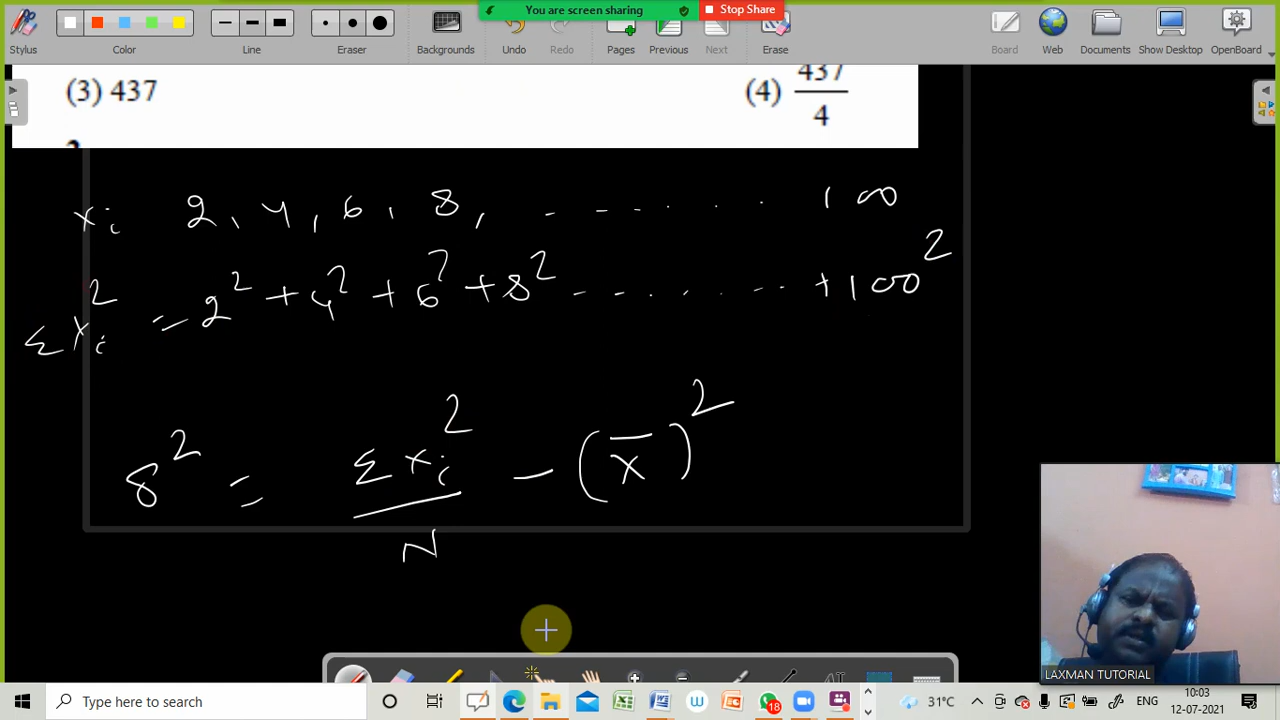 You are screen sharing Stop Share
Stylus Color Line Eraser Backgrounds Undo Redo Pages Previous Next Erase Board Web Documents Show Desktop OpenBoard
(3) 437 (4) 437/4
xi 2, 4, 6, 8, - - - - - - - 100
Σxi² = 2² + 4² + 6² + 8² - - - - - - - + 100²
8² = Σxi²/N - (x̄)²
LAXMAN TUTORIAL
Type here to search 18 31°C ENG 10:03
12-07-2021